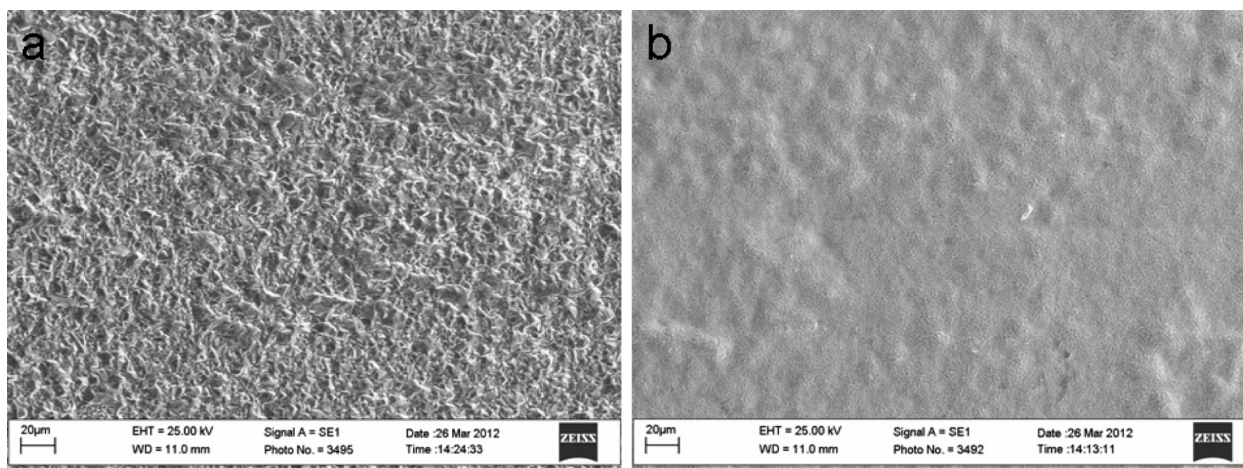 a
b
20µm
EHT = 25.00 kV
Signal A = SE1
Date :26 Mar 2012
WD = 11.0 mm
Photo No. = 3495
Time :14:24:33
ZEISS
20µm
EHT = 25.00 kV
Signal A = SE1
Date :26 Mar 2012
WD = 11.0 mm
Photo No. = 3492
Time :14:13:11
ZEISS